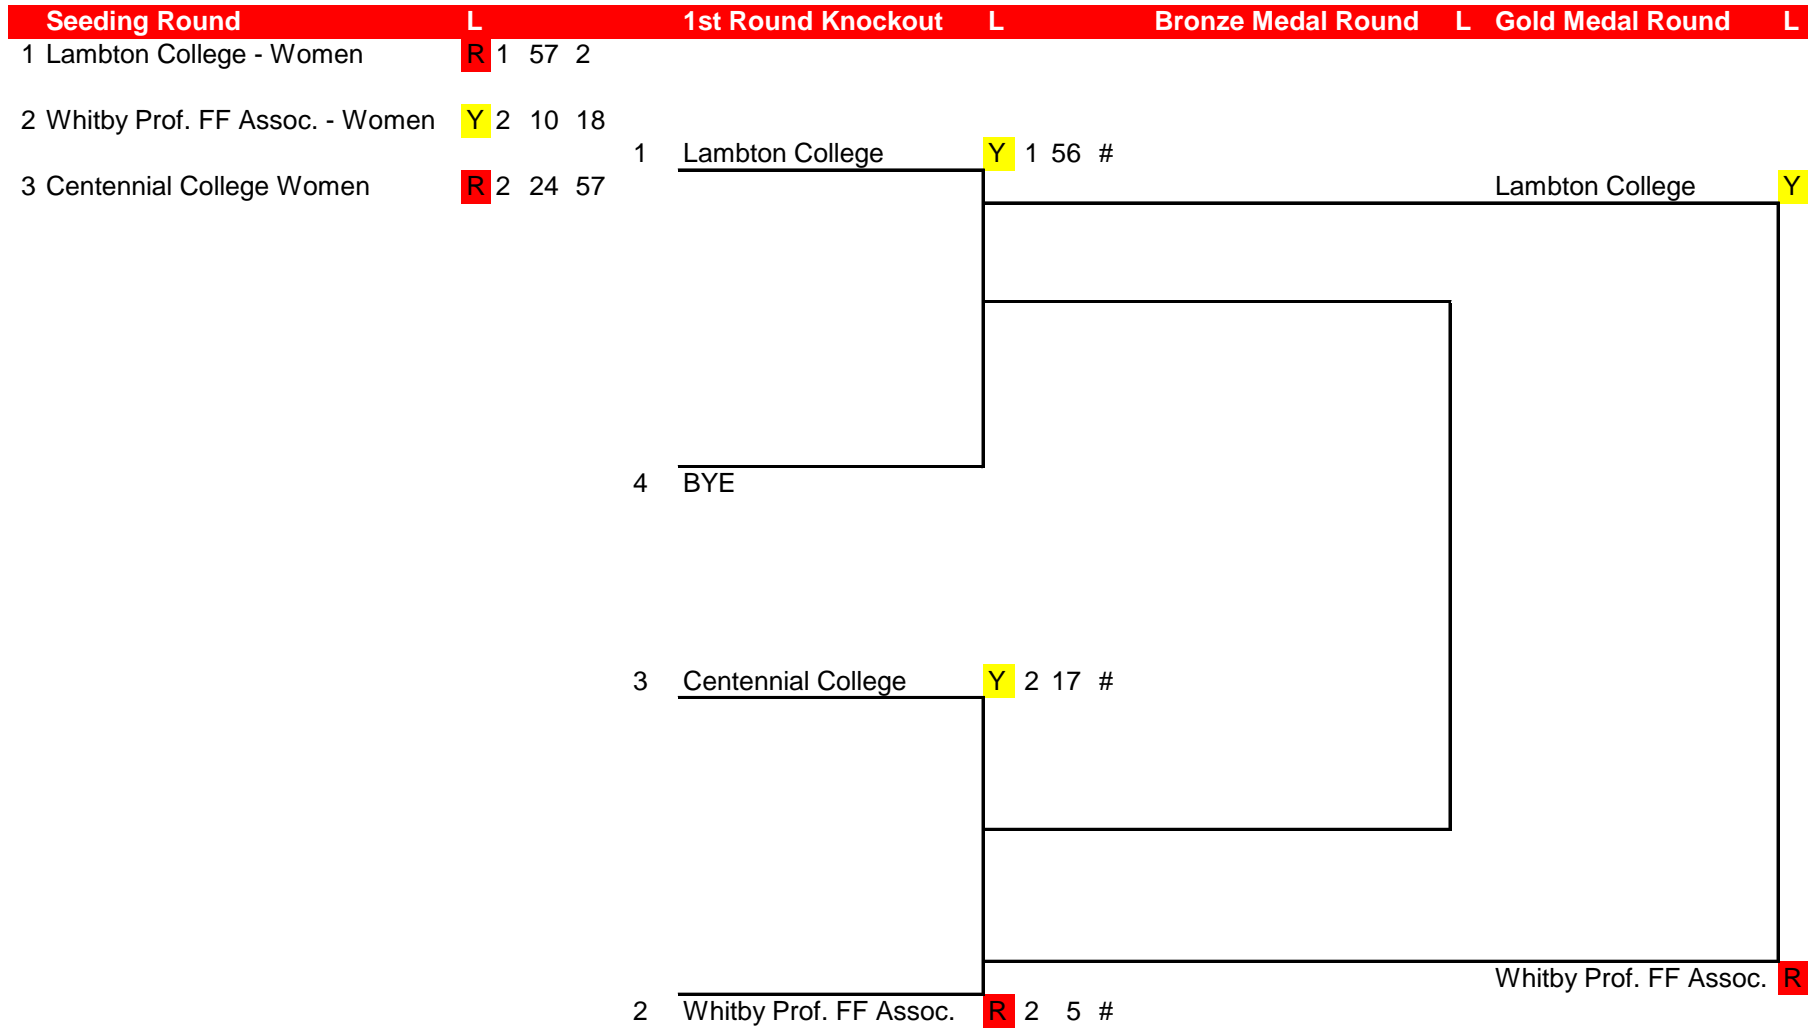 Seeding Round L 1st Round Knockout L Bronze Medal Round L Gold Medal Round L
1 Lambton College - Women R 1 57 2
2 Whitby Prof. FF Assoc. - Women Y 2 10 18
1 Lambton College Y 1 56 #
3 Centennial College Women R 2 24 57 Lambton College Y
4 BYE
3 Centennial College Y 2 17 #
Whitby Prof. FF Assoc. R
2 Whitby Prof. FF Assoc. R 2 5 #